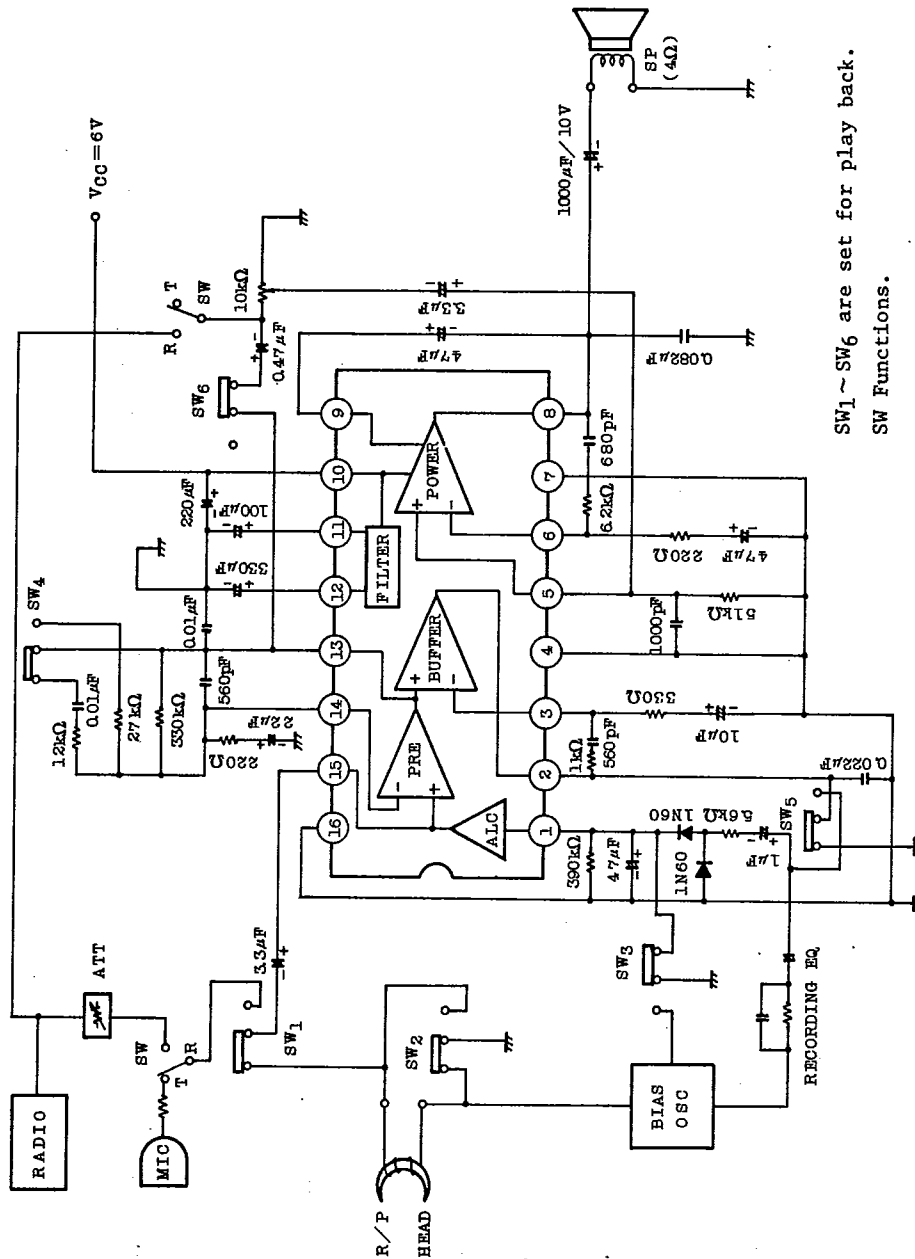 RADIO
ATT
MIC
SW
T
R
SW1
3.3μF
R/P
HEAD
SW2
BIAS
OSC
SW3
RECORDING EQ
12kΩ
0.01μF
SW4
27kΩ
330kΩ
560pF
0.01μF
220Ω
22μF
330μF
100μF
220μF
VCC=6V
R
T
SW
SW6
0.47μF
10kΩ
3.3μF
47μF
16
15
14
13
12
11
10
9
ALC
PRE
BUFFER
FILTER
POWER
1
2
3
4
5
6
7
8
390kΩ
47μF
1N60
1N60
5.6kΩ
1μF
SW5
0.022μF
1kΩ
560pF
330Ω
10μF
1000pF
51kΩ
220Ω
47μF
6.2kΩ
680pF
0.082μF
1000μF/10V
SP
(4Ω)
SW1~SW6 are set for play back.
SW Functions.